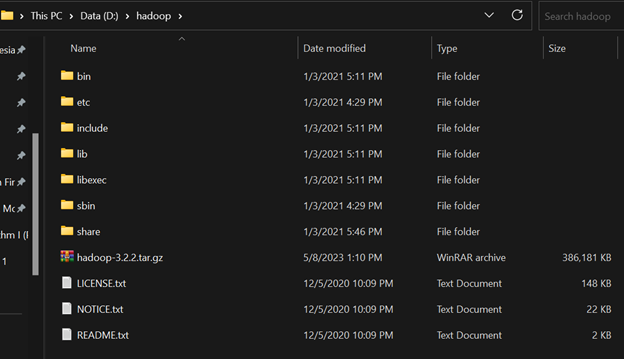 This PC > Data (D:) > hadoop >
Search hadoop
Name Date modified Type Size
bin 1/3/2021 5:11 PM File folder
etc 1/3/2021 4:29 PM File folder
include 1/3/2021 5:11 PM File folder
lib 1/3/2021 5:11 PM File folder
libexec 1/3/2021 5:11 PM File folder
sbin 1/3/2021 4:29 PM File folder
share 1/3/2021 5:46 PM File folder
hadoop-3.2.2.tar.gz 5/8/2023 1:10 PM WinRAR archive 386,181 KB
LICENSE.txt 12/5/2020 10:09 PM Text Document 148 KB
NOTICE.txt 12/5/2020 10:09 PM Text Document 22 KB
README.txt 12/5/2020 10:09 PM Text Document 2 KB
esia
Fir
Mc
thm I (I
1